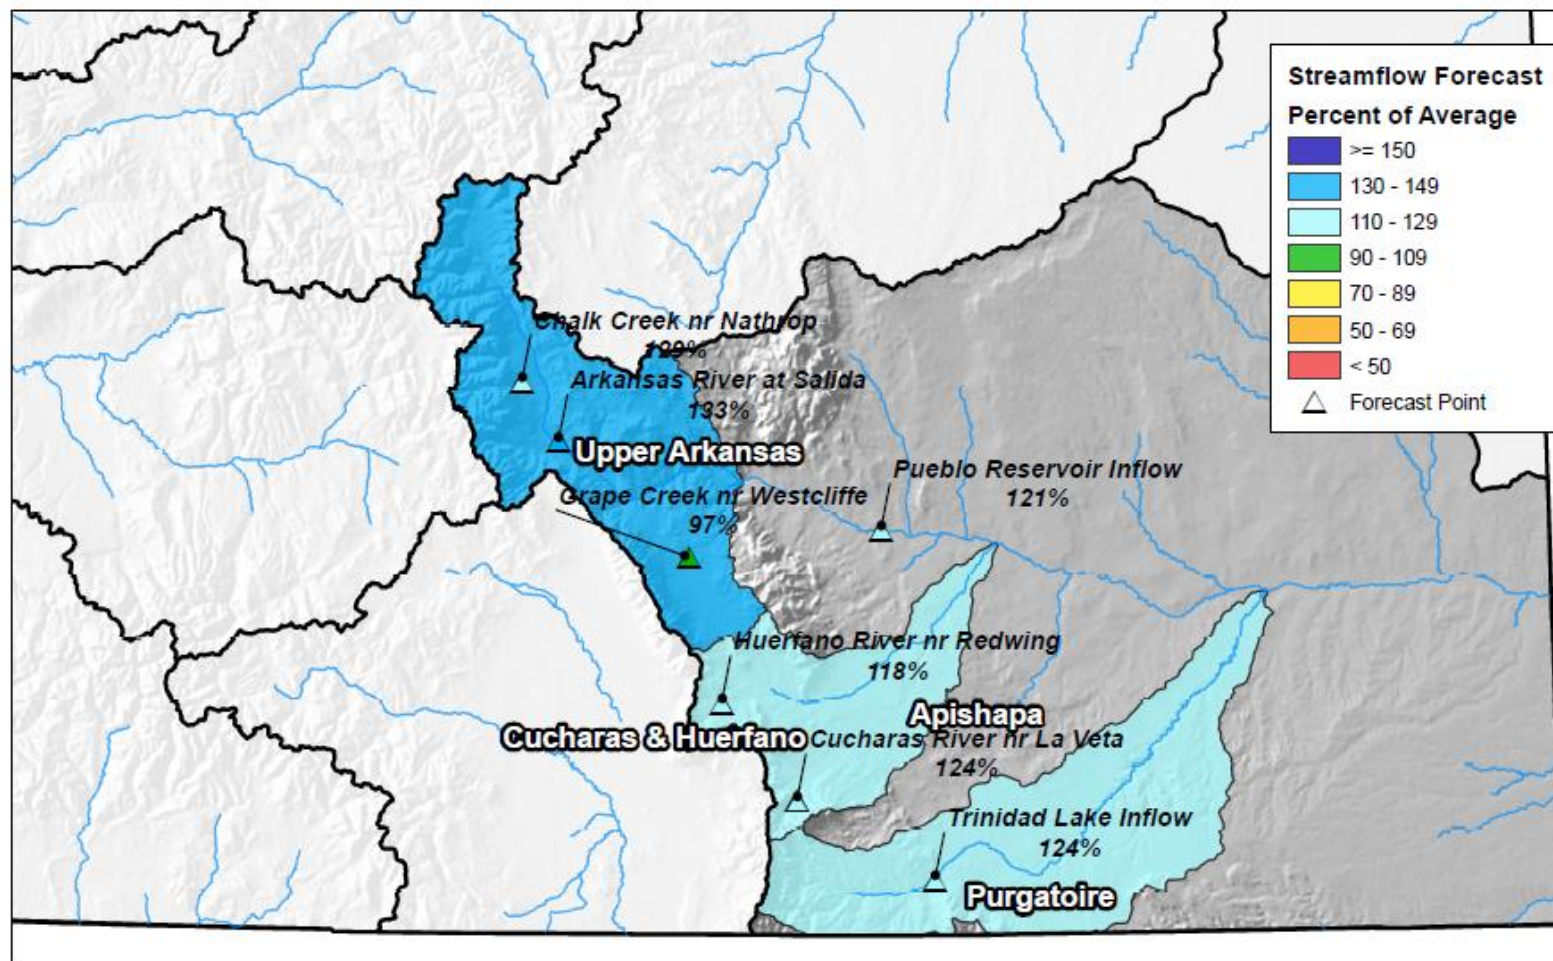 Streamflow Forecast
Percent of Average
>= 150
130 - 149
110 - 129
90 - 109
70 - 89
50 - 69
< 50
Forecast Point
Chalk Creek nr Nathrop
129%
Arkansas River at Salida
133%
Upper Arkansas
Pueblo Reservoir Inflow
121%
Grape Creek nr Westcliffe
97%
Huerfano River nr Redwing
118%
Apishapa
Cucharas & Huerfano
Cucharas River nr La Veta
124%
Trinidad Lake Inflow
124%
Purgatoire